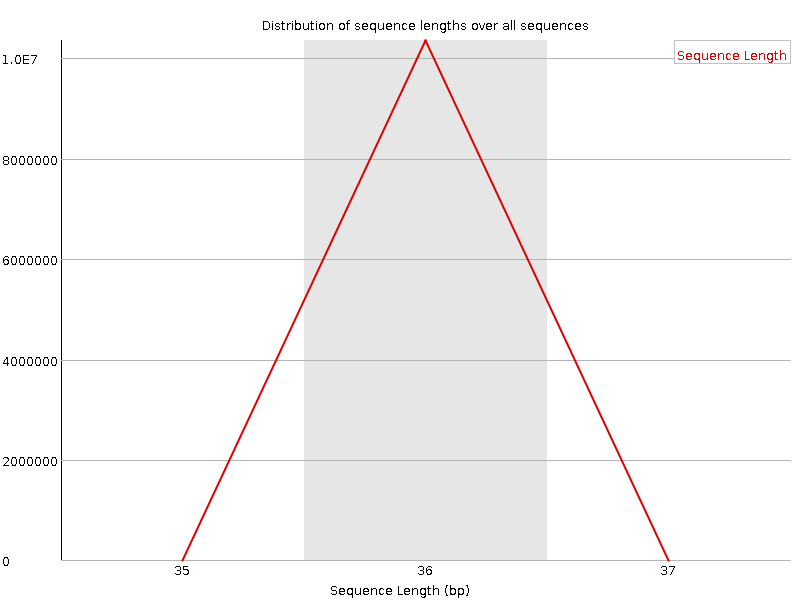 Distribution of sequence lengths over all sequences
Sequence Length
1.0E7
8000000
6000000
4000000
2000000
0
35 36 37
Sequence Length (bp)